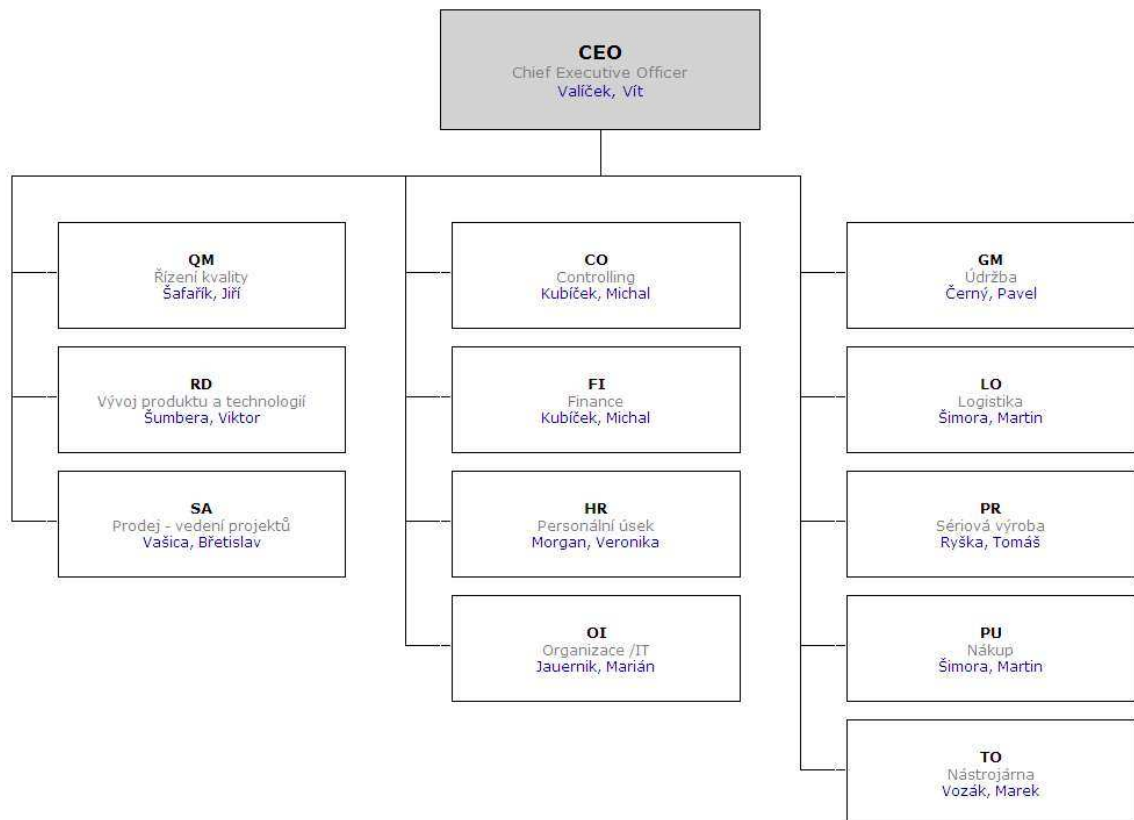 CEO
Chief Executive Officer
Valíček, Vít
QM
Řízení kvality
Šafařík, Jiří
RD
Vývoj produktu a technologií
Šumbera, Viktor
SA
Prodej - vedení projektů
Vašica, Břetislav
CO
Controlling
Kubíček, Michal
FI
Finance
Kubíček, Michal
HR
Personální úsek
Morgan, Veronika
OI
Organizace /IT
Jauernik, Marián
GM
Údržba
Černý, Pavel
LO
Logistika
Šimora, Martin
PR
Sériová výroba
Ryška, Tomáš
PU
Nákup
Šimora, Martin
TO
Nástrojárna
Vozák, Marek